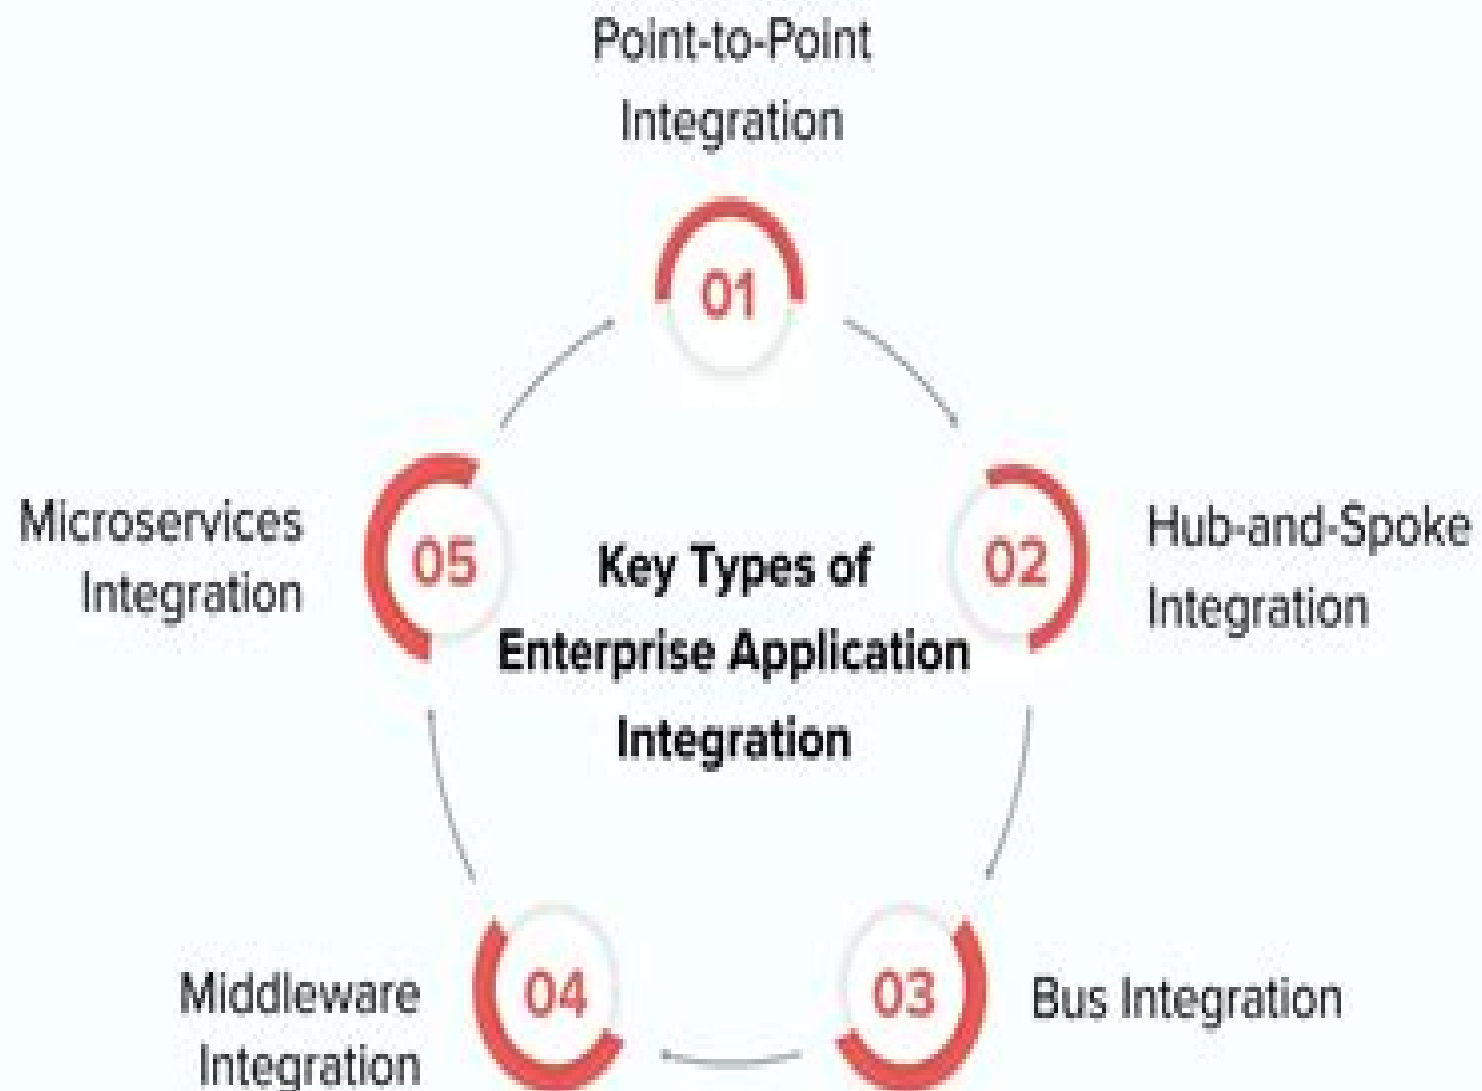 Point-to-Point
Integration
01
Hub-and-Spoke
Integration
02
Bus Integration
03
Middleware
Integration
04
Microservices
Integration
05
Key Types of
Enterprise Application
Integration